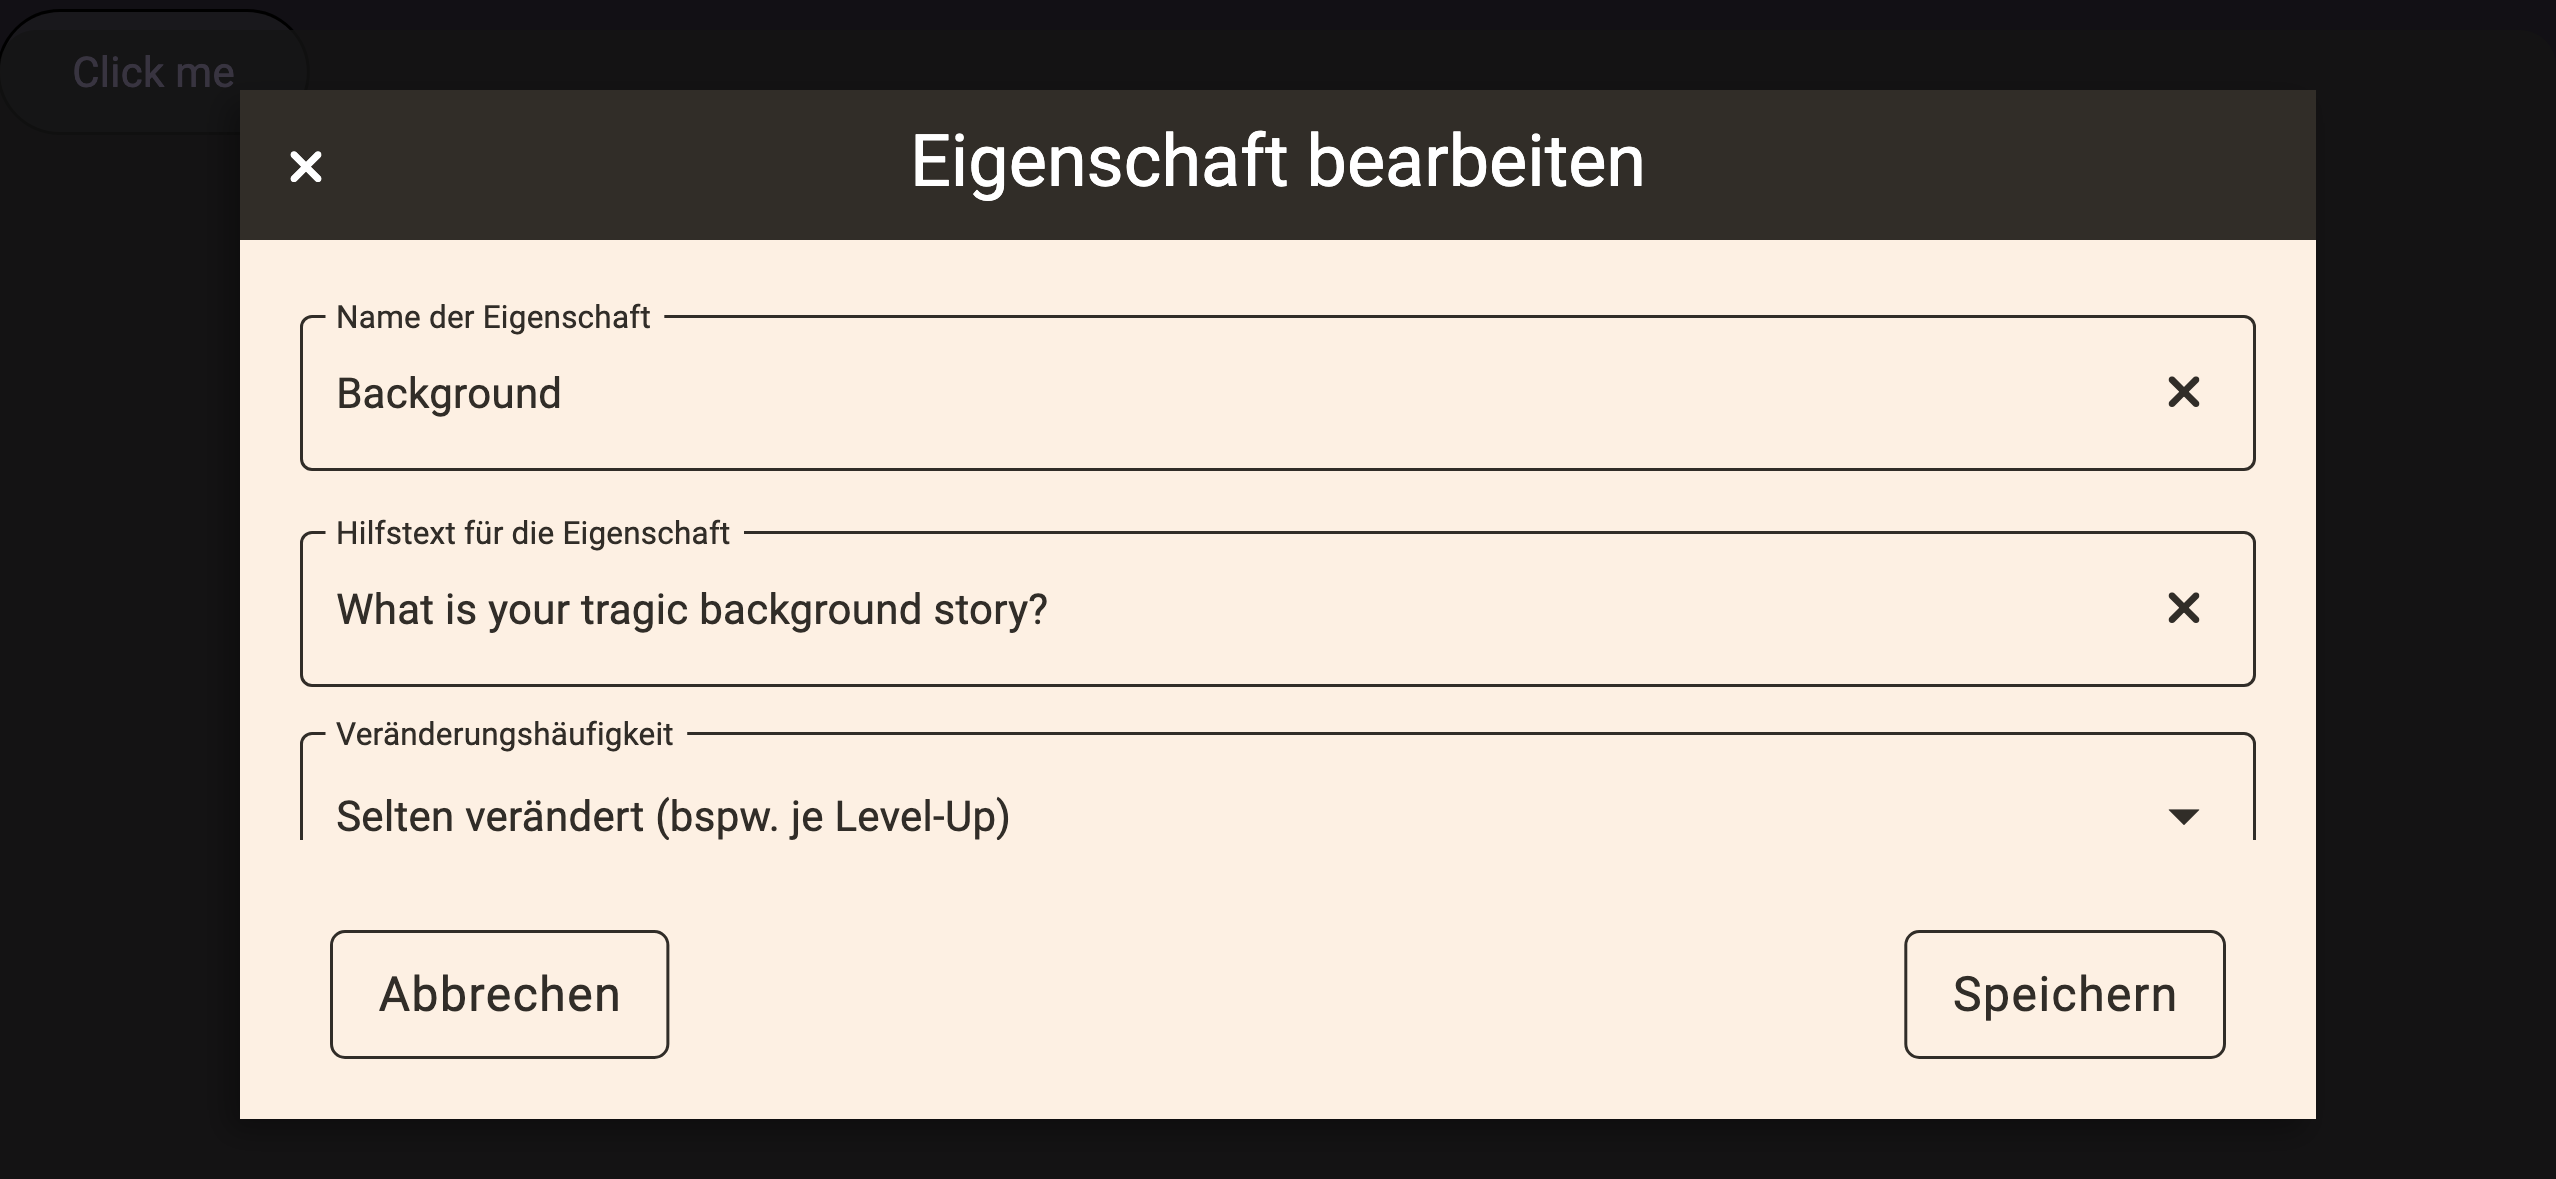 Click me
Eigenschaft bearbeiten
Name der Eigenschaft
Background
Hilfstext für die Eigenschaft
What is your tragic background story?
Veränderungshäufigkeit
Selten verändert (bspw. je Level-Up)
Abbrechen
Speichern